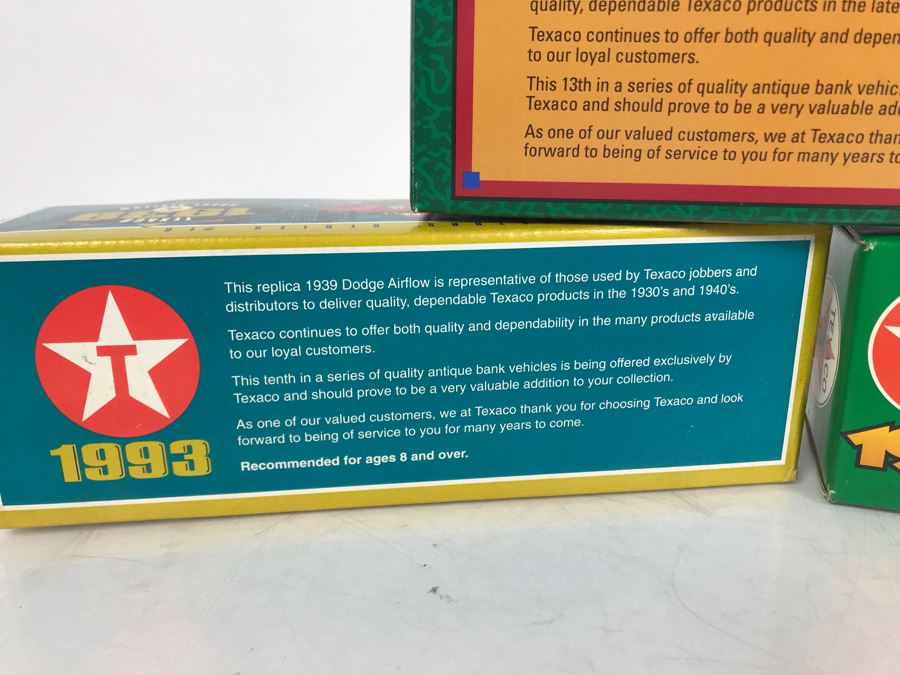 quality, dependable Texaco products in the late
Texaco continues to offer both quality and depen
to our loyal customers.
This 13th in a series of quality antique bank vehic
Texaco and should prove to be a very valuable ad
As one of our valued customers, we at Texaco than
forward to being of service to you for many years to
1939
TEXACO
This replica 1939 Dodge Airflow is representative of those used by Texaco jobbers and
distributors to deliver quality, dependable Texaco products in the 1930's and 1940's.
Texaco continues to offer both quality and dependability in the many products available
to our loyal customers.
This tenth in a series of quality antique bank vehicles is being offered exclusively by
Texaco and should prove to be a very valuable addition to your collection.
As one of our valued customers, we at Texaco thank you for choosing Texaco and look
forward to being of service to you for many years to come.
Recommended for ages 8 and over.
T
1993
TEXACO